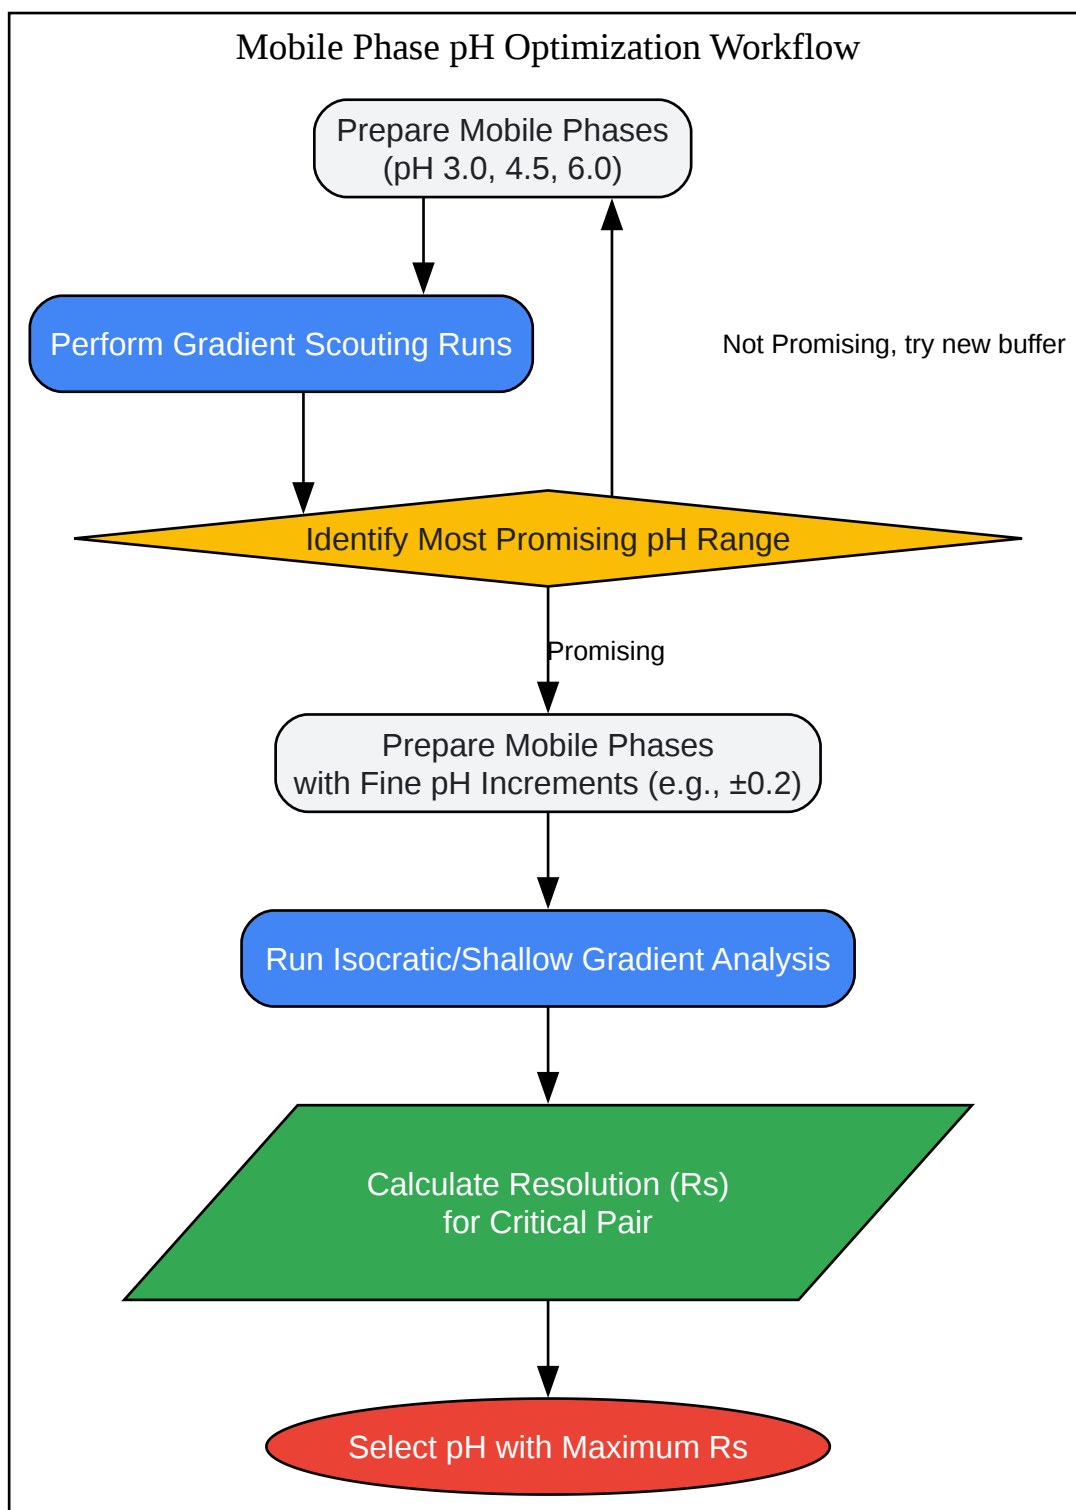 Mobile Phase pH Optimization Workflow
Prepare Mobile Phases
(pH 3.0, 4.5, 6.0)
Perform Gradient Scouting Runs
Not Promising, try new buffer
Identify Most Promising pH Range
Promising
Prepare Mobile Phases
with Fine pH Increments (e.g., ±0.2)
Run Isocratic/Shallow Gradient Analysis
Calculate Resolution (Rs)
for Critical Pair
Select pH with Maximum Rs